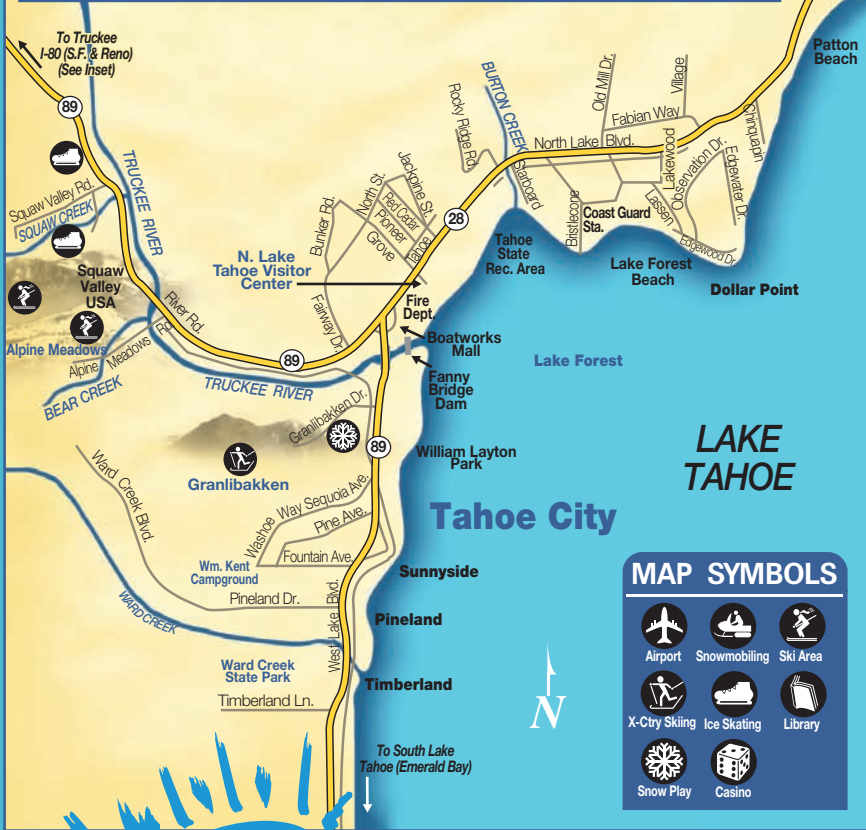 To Truckee
I-80 (S.F. & Reno)
(See Inset)
89
Patton
Beach
Squaw Valley Rd.
SQUAW CREEK
Squaw
Valley
USA
TRUCKEE RIVER
Alpine Meadows
Alpine Meadows Rd.
BEAR CREEK
River Rd.
TRUCKEE RIVER
89
N. Lake
Tahoe Visitor
Center
Bunker Rd.
North St.
Jackpine St.
Red Cedar
Pioneer
Grove
Tahoe
Fairway Dr.
28
Rocky Ridge Rd.
BURTON CREEK
North Lake Blvd.
Old Mill Dr.
Village
Fabian Way
Chinquapin
Starboard
Bristlecone
Coast Guard
Sta.
Lakewood
Lassen
Observation Dr.
Edgewater Dr.
Edgewood Dr.
Tahoe
State
Rec. Area
Lake Forest
Beach
Dollar Point
Fire
Dept.
Boatworks
Mall
Fanny
Bridge
Dam
Lake Forest
Granlibakken Dr.
Granlibakken
89
William Layton
Park
LAKE
TAHOE
Tahoe City
Ward Creek Blvd.
Washoe Way
Sequoia Ave.
Pine Ave.
Fountain Ave.
Wm. Kent
Campground
Pineland Dr.
WARD CREEK
West Lake Blvd.
Sunnyside
Pineland
Ward Creek
State Park
Timberland
Timberland Ln.
To South Lake
Tahoe (Emerald Bay)
N
MAP SYMBOLS
Airport
Snowmobiling
Ski Area
X-Ctry Skiing
Ice Skating
Library
Snow Play
Casino